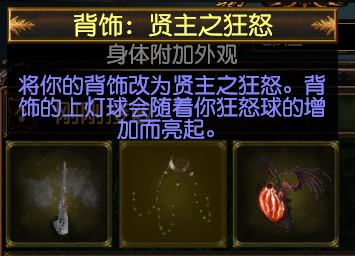 背饰：贤主之狂怒
身体附加外观
将你的背饰改为贤主之狂怒。背
饰的上灯球会随着你狂怒球的增
加而亮起。